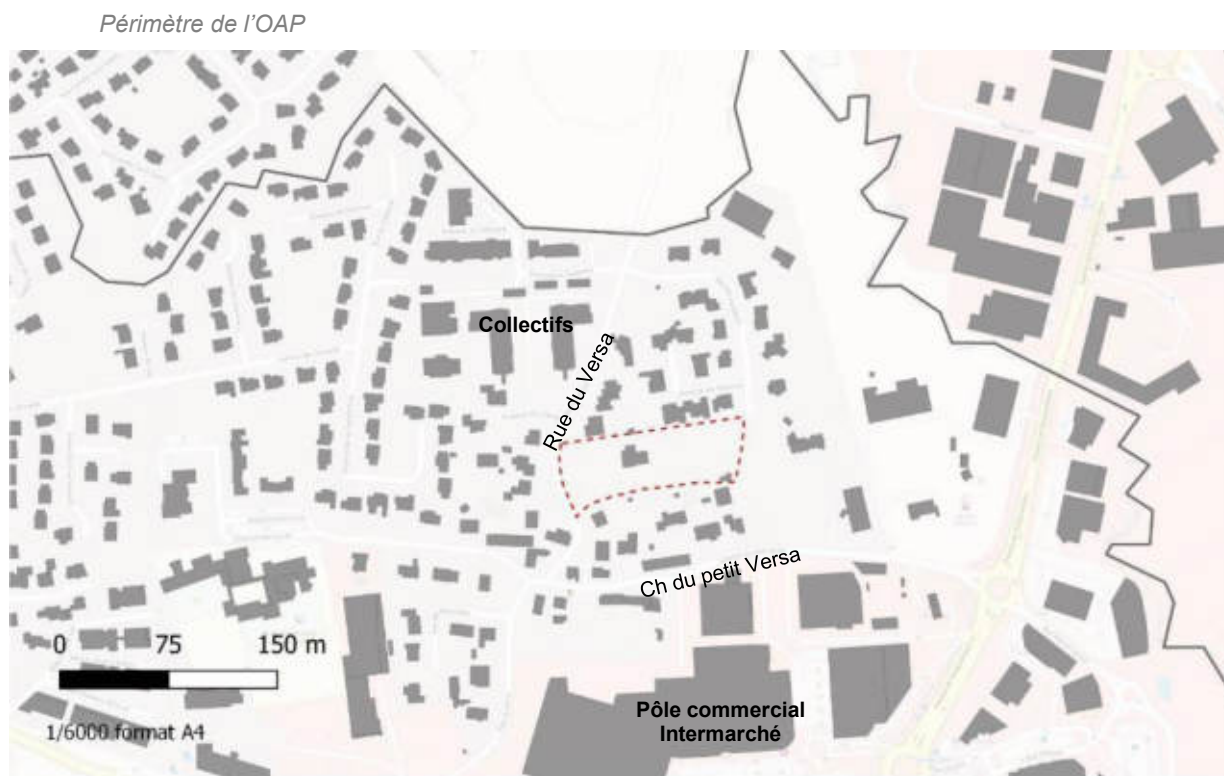 Périmètre de l'OAP
Collectifs
Rue du Versa
Ch du petit Versa
0 75 150 m
Pôle commercial
Intermarché
1/6000 format A4